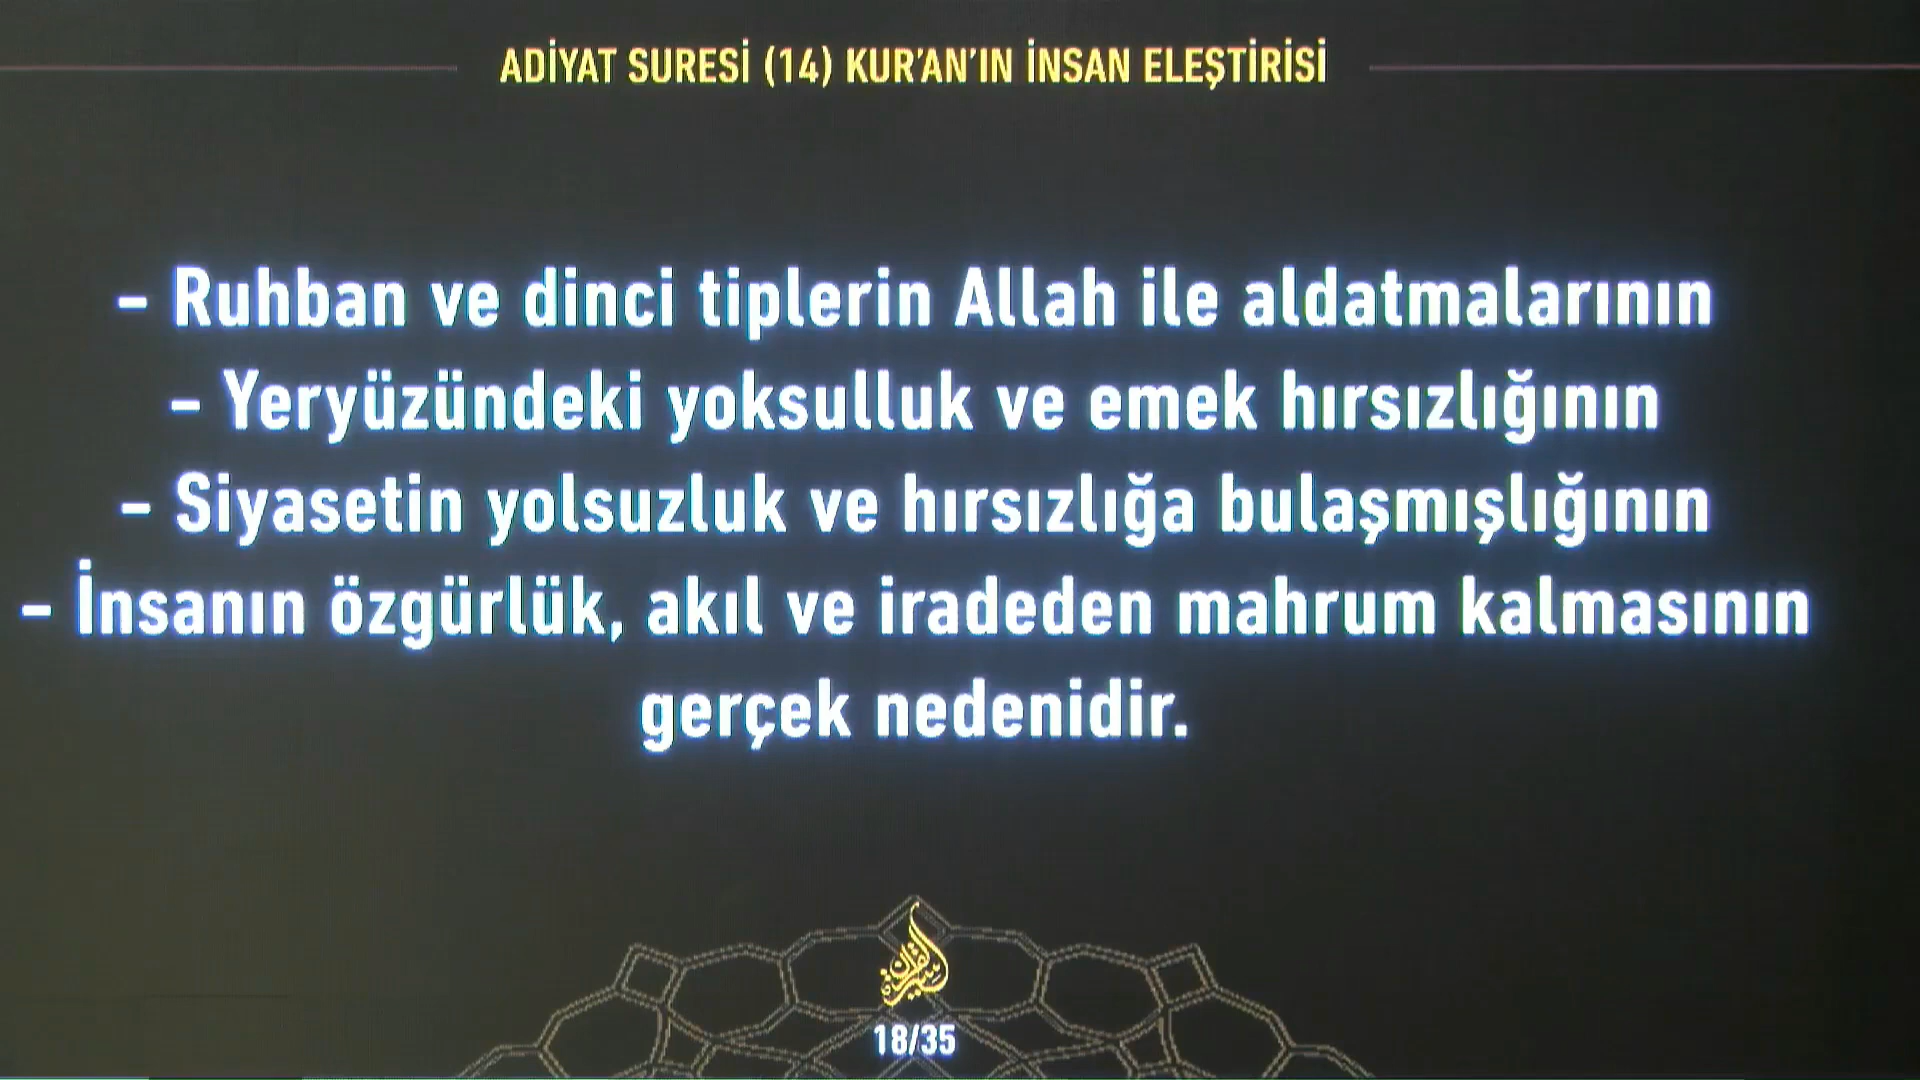 ADİYAT SURESİ (14) KUR’AN’IN İNSAN ELEŞTİRİSİ
– Ruhban ve dinci tiplerin Allah ile aldatmalarının
– Yeryüzündeki yoksulluk ve emek hırsızlığının
– Siyasetin yolsuzluk ve hırsızlığa bulaşmışlığının
– İnsanın özgürlük, akıl ve iradeden mahrum kalmasının
gerçek nedenidir.
18/35